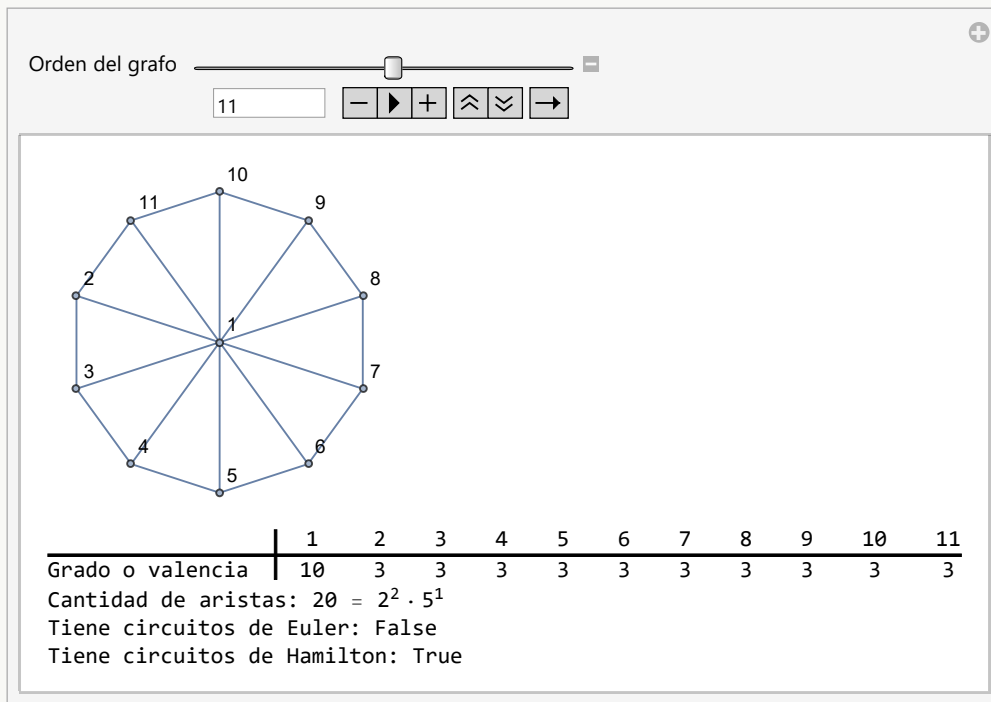 Orden del grafo
11
10
11
9
2
8
1
3
7
4
6
5
1 2 3 4 5 6 7 8 9 10 11
Grado o valencia 10 3 3 3 3 3 3 3 3 3 3
Cantidad de aristas: 20 = 2² · 5¹
Tiene circuitos de Euler: False
Tiene circuitos de Hamilton: True